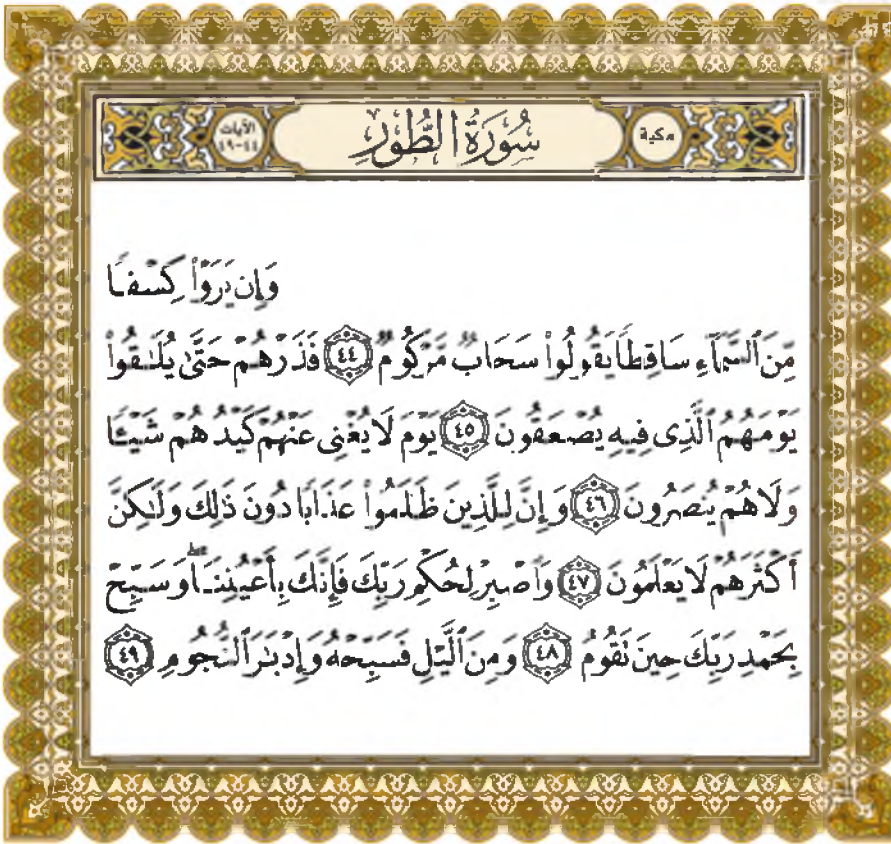 مكية
سُورَةُ الطُّورِ
الآيات
٤٤-٤٩
وَإِن يَرَوْا۟ كِسْفًا
مِّنَ ٱلسَّمَآءِ سَاقِطًا يَقُولُوا۟ سَحَابٌ مَّرْكُومٌ ٤٤ فَذَرْهُمْ حَتَّىٰ يُلَـٰقُوا۟
يَوْمَهُمُ ٱلَّذِى فِيهِ يُصْعَقُونَ ٤٥ يَوْمَ لَا يُغْنِى عَنْهُمْ كَيْدُهُمْ شَيْـًٔا
وَلَا هُمْ يُنصَرُونَ ٤٦ وَإِنَّ لِلَّذِينَ ظَلَمُوا۟ عَذَابًا دُونَ ذَٰلِكَ وَلَـٰكِنَّ
أَكْثَرَهُمْ لَا يَعْلَمُونَ ٤٧ وَٱصْبِرْ لِحُكْمِ رَبِّكَ فَإِنَّكَ بِأَعْيُنِنَا ۖ وَسَبِّحْ
بِحَمْدِ رَبِّكَ حِينَ تَقُومُ ٤٨ وَمِنَ ٱلَّيْلِ فَسَبِّحْهُ وَإِدْبَـٰرَ ٱلنُّجُومِ ٤٩